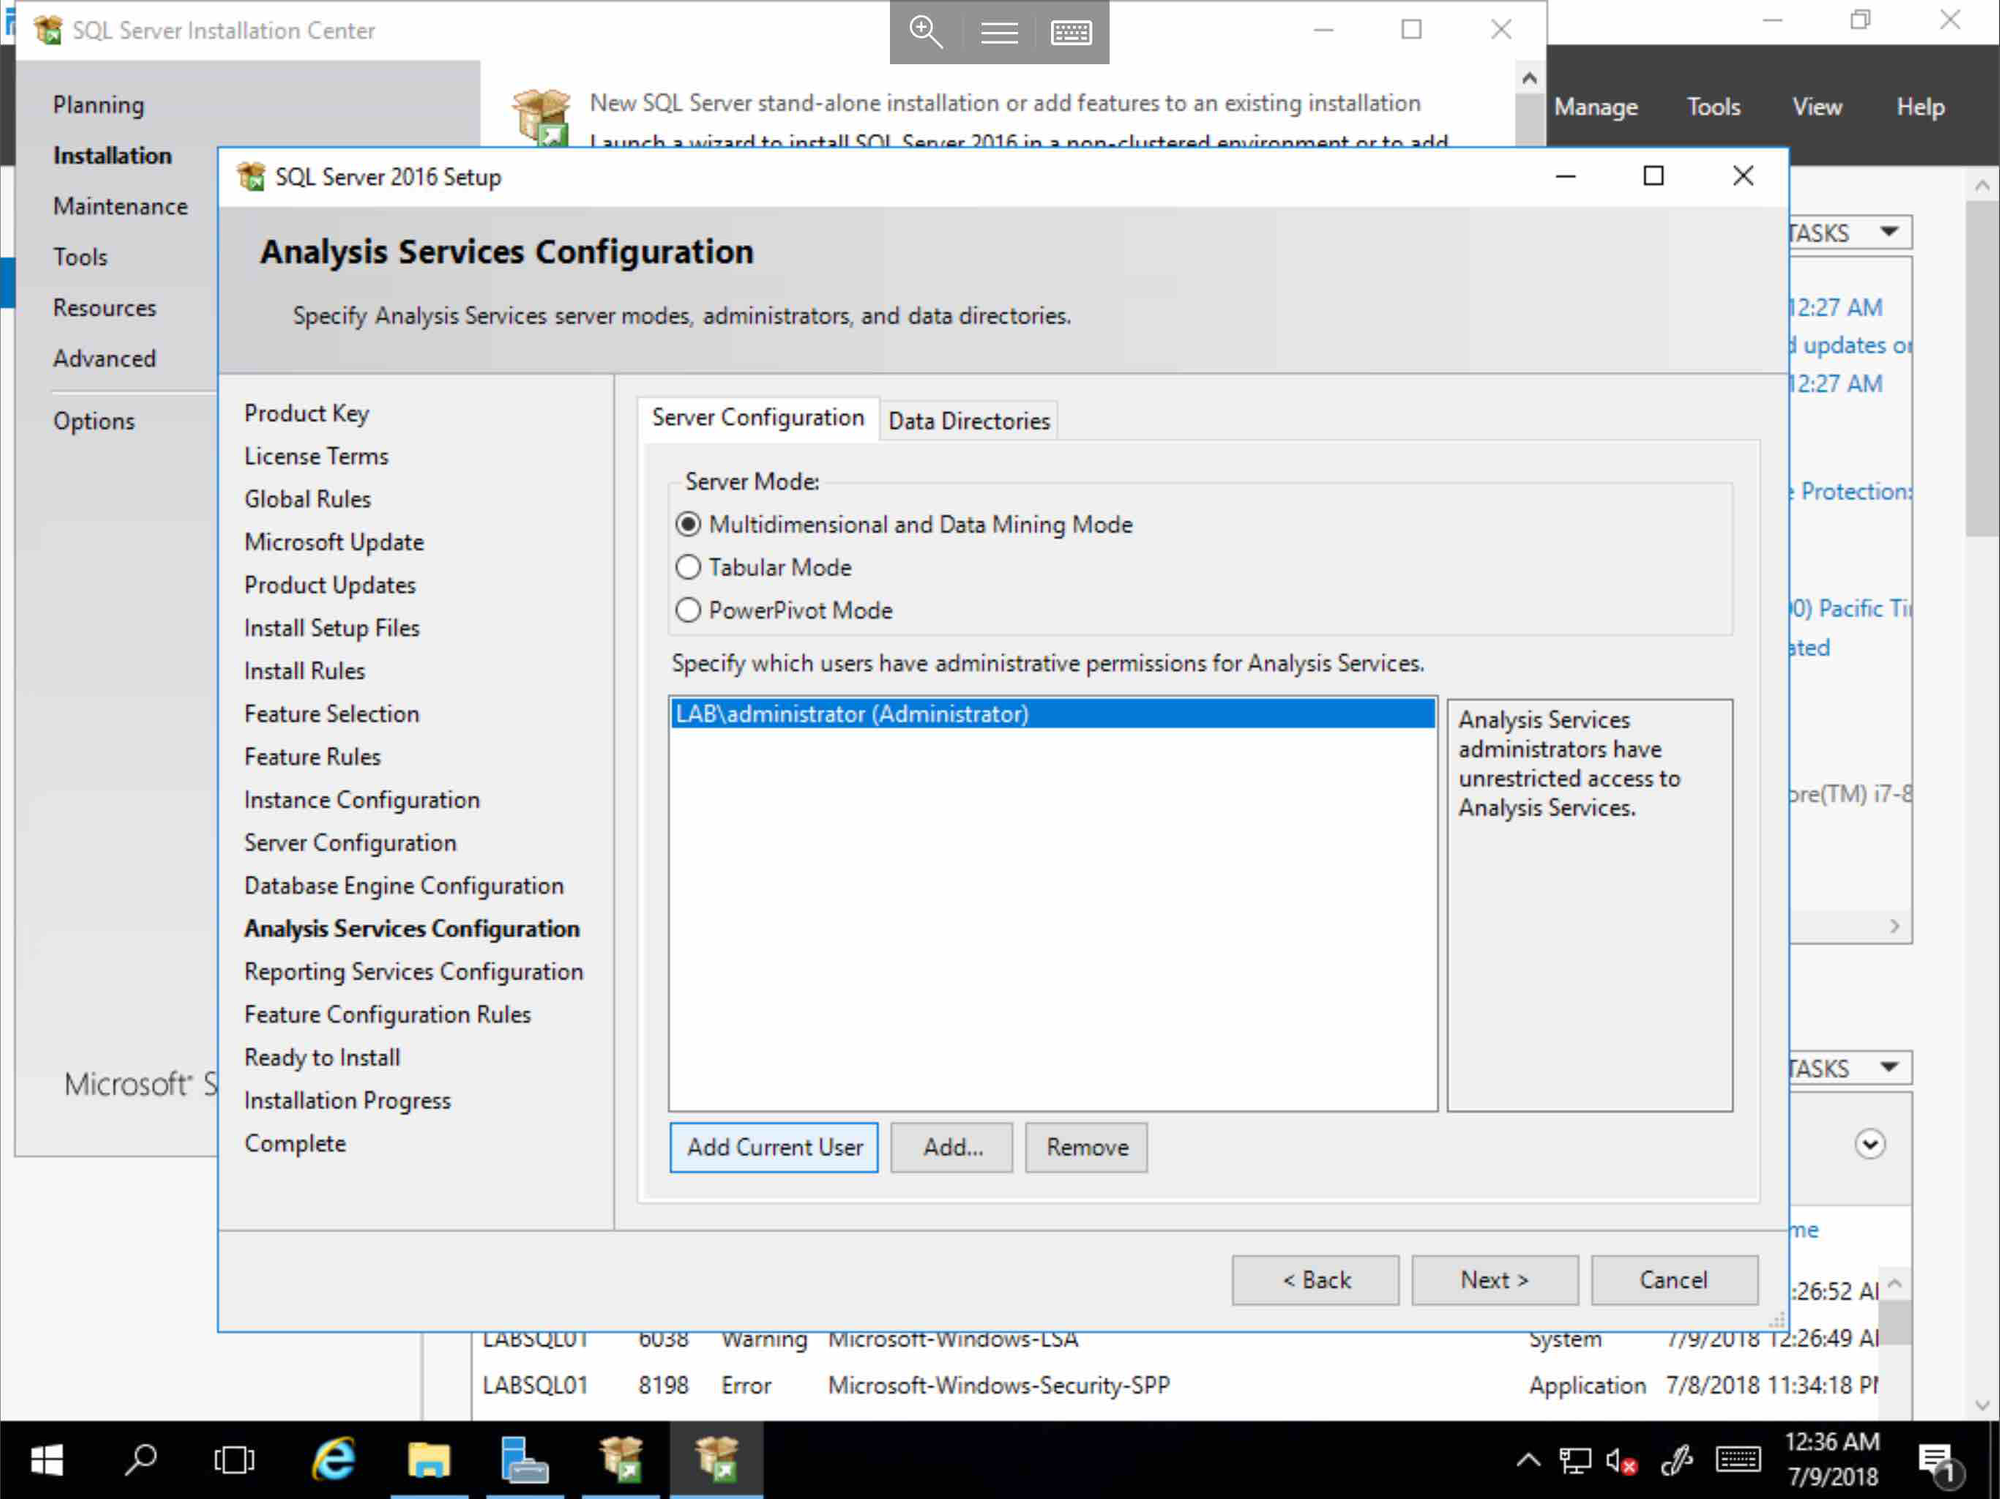 SQL Server Installation Center
Planning
Installation
Maintenance
Tools
Resources
Advanced
Options
Microsoft S
New SQL Server stand-alone installation or add features to an existing installation
Launch a wizard to install SQL Server 2016 in a non-clustered environment or to add
Manage
Tools
View
Help
SQL Server 2016 Setup
Analysis Services Configuration
Specify Analysis Services server modes, administrators, and data directories.
Product Key
License Terms
Global Rules
Microsoft Update
Product Updates
Install Setup Files
Install Rules
Feature Selection
Feature Rules
Instance Configuration
Server Configuration
Database Engine Configuration
Analysis Services Configuration
Reporting Services Configuration
Feature Configuration Rules
Ready to Install
Installation Progress
Complete
Server Configuration
Data Directories
Server Mode:
Multidimensional and Data Mining Mode
Tabular Mode
PowerPivot Mode
Specify which users have administrative permissions for Analysis Services.
LAB\administrator (Administrator)
Analysis Services
administrators have
unrestricted access to
Analysis Services.
Add Current User
Add...
Remove
< Back
Next >
Cancel
TASKS
12:27 AM
d updates or
12:27 AM
e Protection:
00) Pacific Ti
ated
ore(TM) i7-8
TASKS
me
:26:52 A
LABSQL01 6038 Warning Microsoft-Windows-LSA System 7/9/2018 12:26:49 A
LABSQL01 8198 Error Microsoft-Windows-Security-SPP Application 7/8/2018 11:34:18 P
12:36 AM
7/9/2018
1